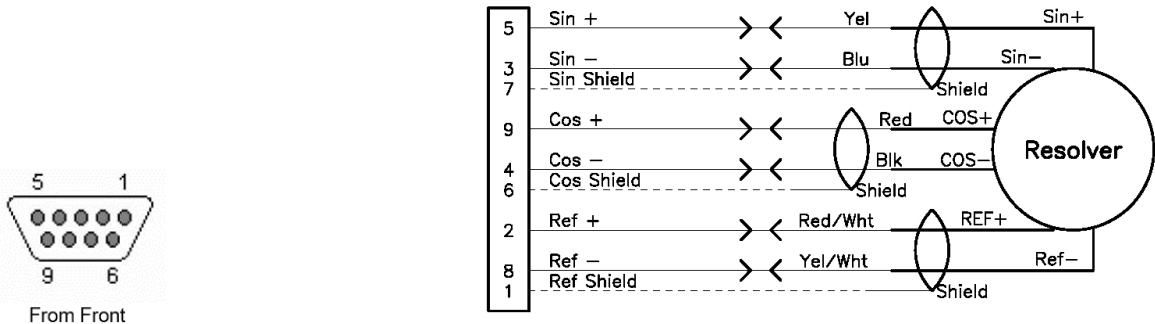 5 1
9 6
From Front
5 Sin + Yel Sin+
3 Sin − Blu Sin−
7 Sin Shield Shield
9 Cos + Red COS+
4 Cos − Blk COS−
6 Cos Shield Shield
Resolver
2 Ref + Red/Wht REF+
8 Ref − Yel/Wht Ref−
1 Ref Shield Shield